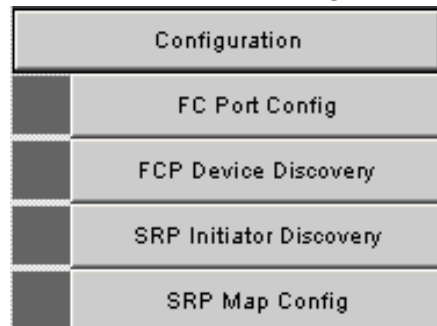 Configuration
FC Port Config
FCP Device Discovery
SRP Initiator Discovery
SRP Map Config